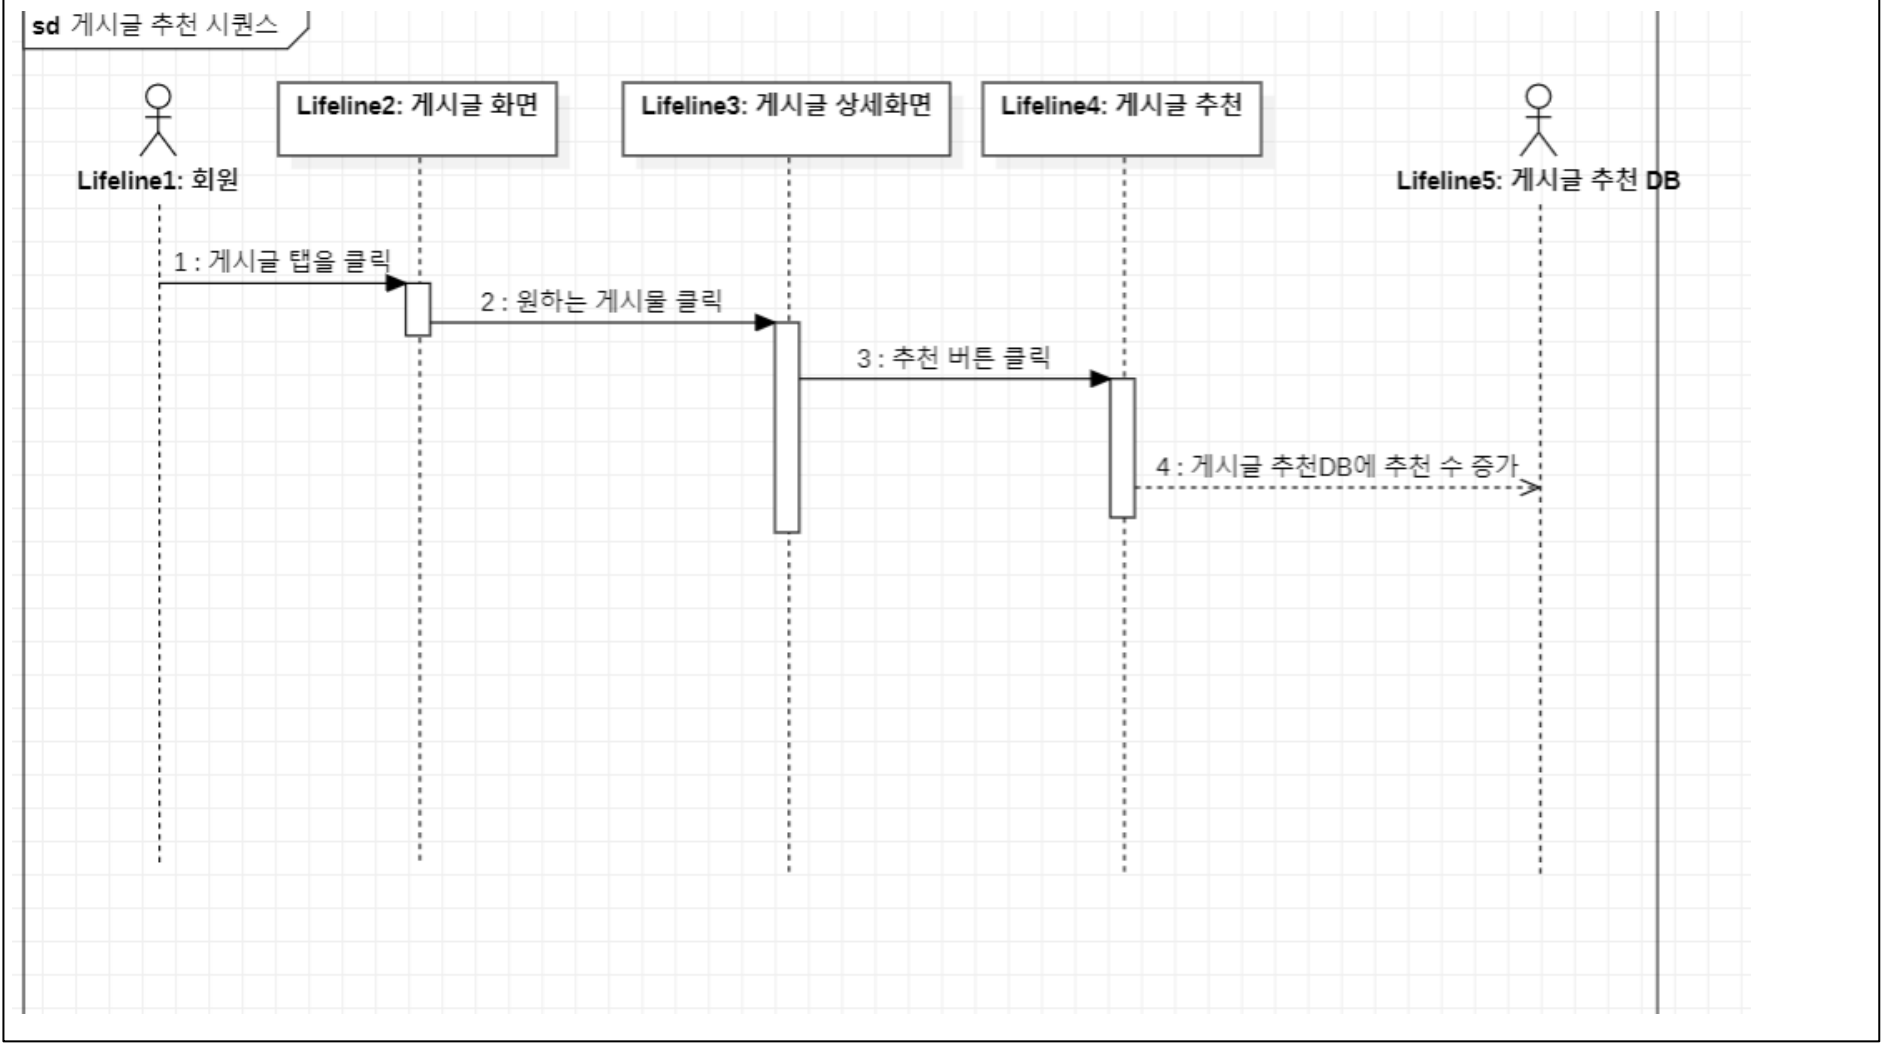 sd 게시글 추천 시퀀스
Lifeline1: 회원
Lifeline2: 게시글 화면
Lifeline3: 게시글 상세화면
Lifeline4: 게시글 추천
Lifeline5: 게시글 추천 DB
1 : 게시글 탭을 클릭
2 : 원하는 게시물 클릭
3 : 추천 버튼 클릭
4 : 게시글 추천DB에 추천 수 증가